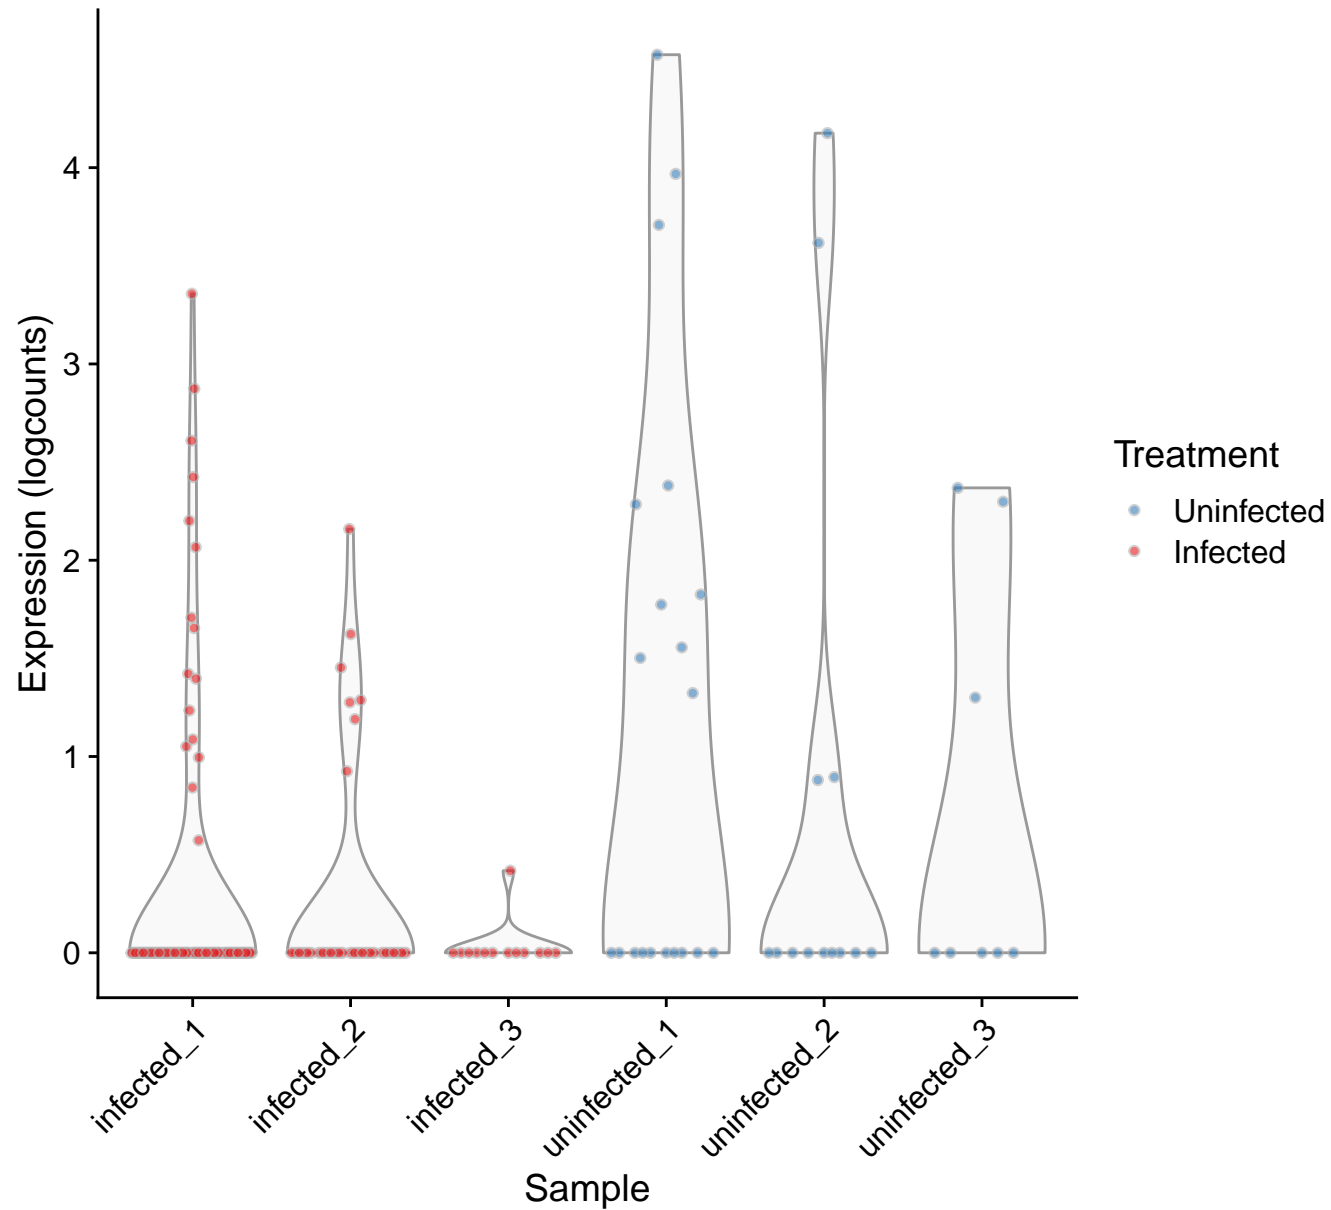 Expression (logcounts)
4
3
2
1
0
infected_1
infected_2
infected_3
uninfected_1
uninfected_2
uninfected_3
Sample
Treatment
Uninfected
Infected